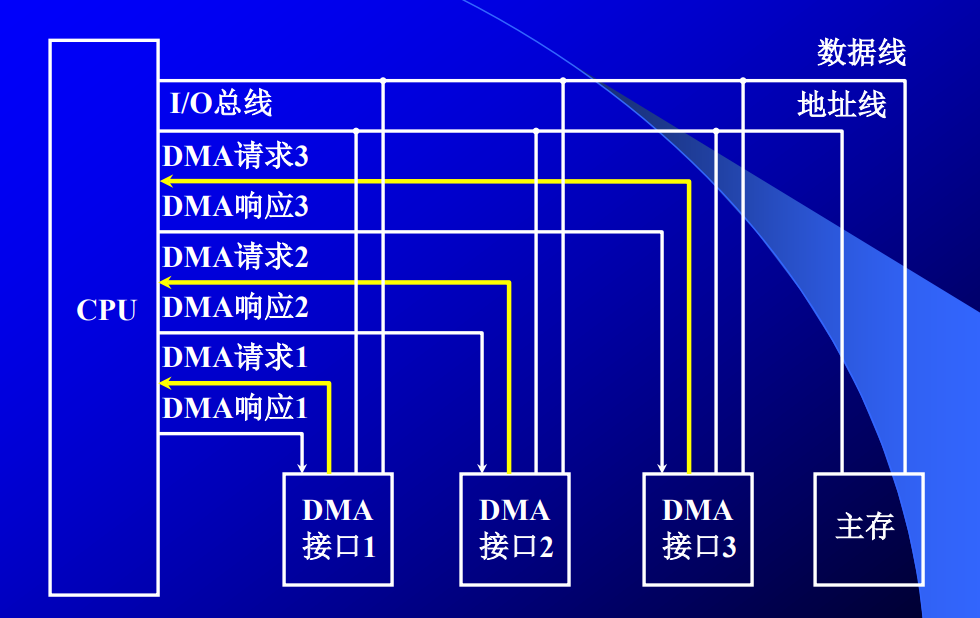 数据线
I/O总线
地址线
DMA请求3
DMA响应3
DMA请求2
DMA响应2
DMA请求1
DMA响应1
CPU
DMA
接口1
DMA
接口2
DMA
接口3
主存